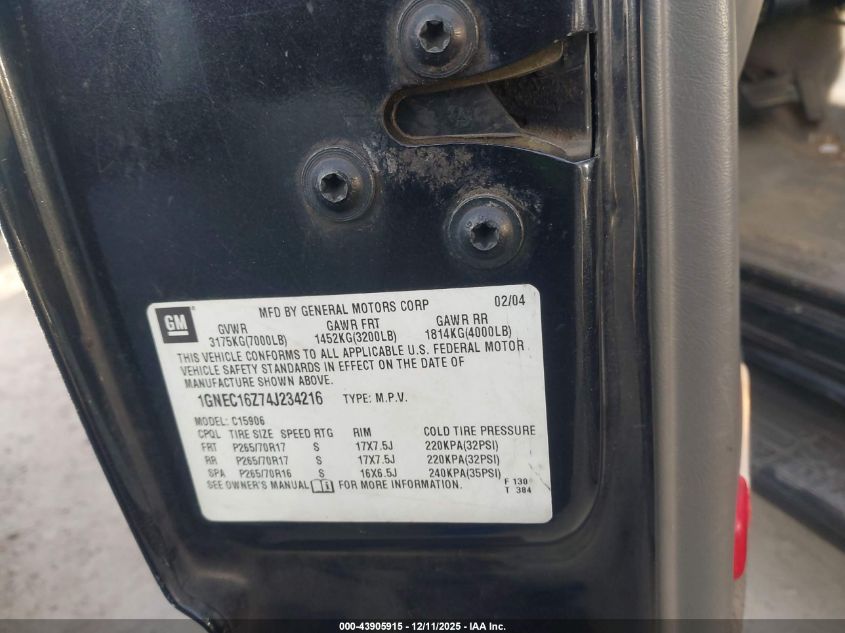 GM
MFD BY GENERAL MOTORS CORP 02/04
GVWR GAWR FRT GAWR RR
3175KG(7000LB) 1452KG(3200LB) 1814KG(4000LB)
THIS VEHICLE CONFORMS TO ALL APPLICABLE U.S. FEDERAL MOTOR
VEHICLE SAFETY STANDARDS IN EFFECT ON THE DATE OF
MANUFACTURE SHOWN ABOVE.
1GNEC16Z74J234216 TYPE: M.P.V.
MODEL: C15906
CPQL TIRE SIZE SPEED RTG RIM COLD TIRE PRESSURE
FRT P265/70R17 S 17X7.5J 220KPA(32PSI)
RR P265/70R17 S 17X7.5J 220KPA(32PSI)
SPA P265/70R16 S 16X6.5J 240KPA(35PSI)
SEE OWNER'S MANUAL FOR MORE INFORMATION.
F 130
T 384
000-43905915 - 12/11/2025 - IAA Inc.